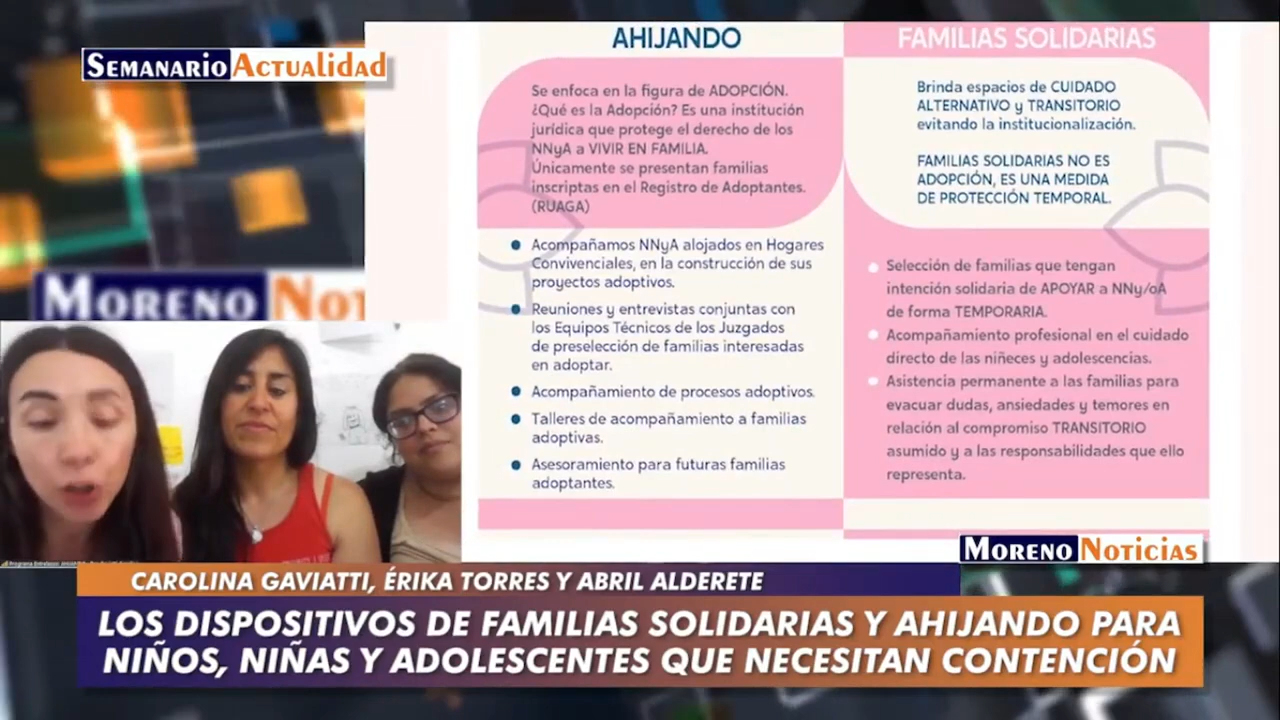 SEMANARIO ACTUALIDAD
AHIJANDO
Se enfoca en la figura de ADOPCIÓN.
¿Qué es la Adopción? Es una institución
jurídica que protege el derecho de los
NNyA a VIVIR EN FAMILIA.
Únicamente se presentan familias
inscriptas en el Registro de Adoptantes.
(RUAGA)
Acompañamos NNyA alojados en Hogares
Convivenciales, en la construcción de sus
proyectos adoptivos.
Reuniones y entrevistas conjuntas con
los Equipos Técnicos de los Juzgados
de preselección de familias interesadas
en adoptar.
Acompañamiento de procesos adoptivos.
Talleres de acompañamiento a familias
adoptivas.
Asesoramiento para futuras familias
adoptantes.
FAMILIAS SOLIDARIAS
Brinda espacios de CUIDADO
ALTERNATIVO y TRANSITORIO
evitando la institucionalización.
FAMILIAS SOLIDARIAS NO ES
ADOPCIÓN, ES UNA MEDIDA
DE PROTECCIÓN TEMPORAL.
Selección de familias que tengan
intención solidaria de APOYAR a NNy/oA
de forma TEMPORARIA.
Acompañamiento profesional en el cuidado
directo de las niñeces y adolescencias.
Asistencia permanente a las familias para
evacuar dudas, ansiedades y temores en
relación al compromiso TRANSITORIO
asumido y a las responsabilidades que ello
representa.
MORENO NOT
MORENO NOTICIAS
CAROLINA GAVIATTI, ÉRIKA TORRES Y ABRIL ALDERETE
LOS DISPOSITIVOS DE FAMILIAS SOLIDARIAS Y AHIJANDO PARA
NIÑOS, NIÑAS Y ADOLESCENTES QUE NECESITAN CONTENCIÓN